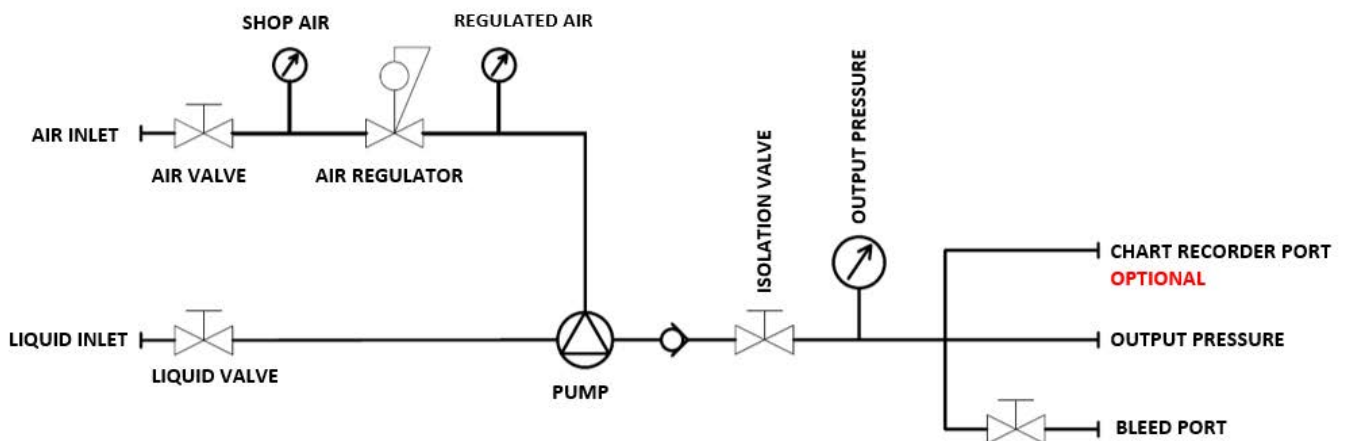 SHOP AIR
REGULATED AIR
AIR INLET
AIR VALVE
AIR REGULATOR
ISOLATION VALVE
OUTPUT PRESSURE
CHART RECORDER PORT
OPTIONAL
LIQUID INLET
LIQUID VALVE
PUMP
OUTPUT PRESSURE
BLEED PORT